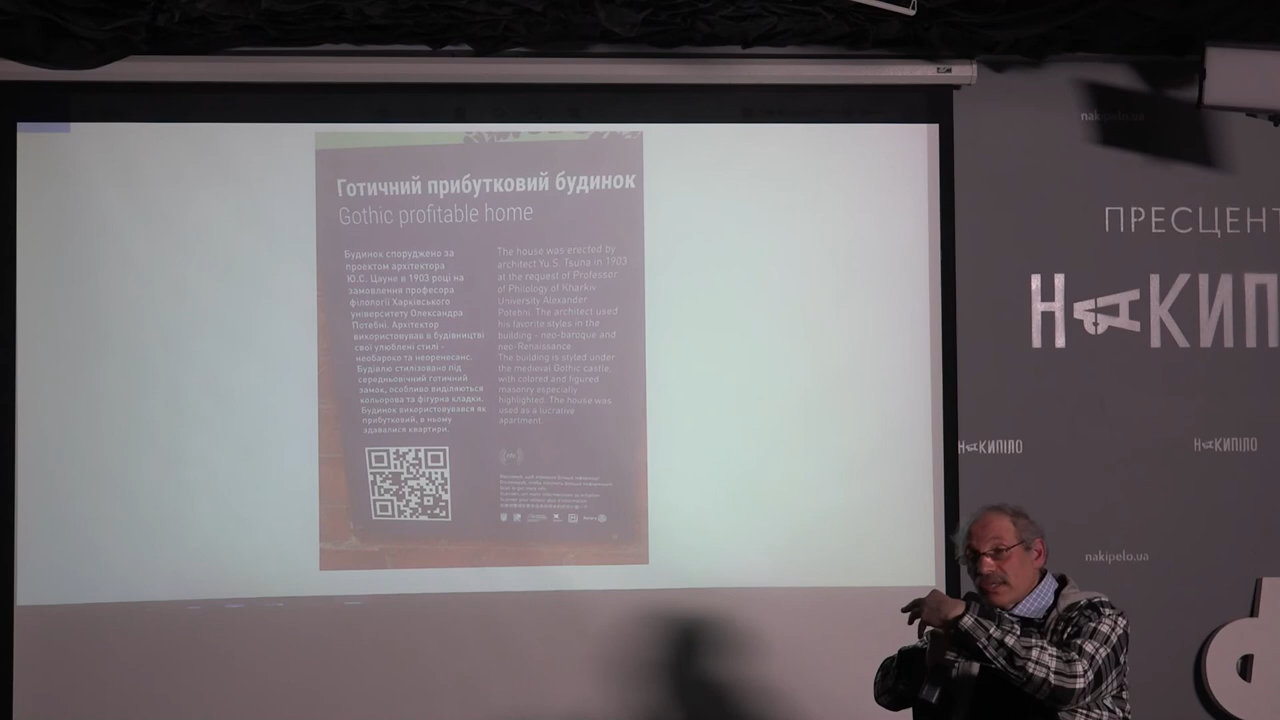 Готичний прибутковий будинок
Gothic profitable home
Будинок споруджено за
проектом архітектора
Ю.С. Цауне в 1903 році на
замовлення професора
філології Харківського
університету Олександра
Потебні. Архітектор
використовував в будівництві
свої улюблені стилі -
необароко та неоренесанс.
Будівлю стилізовано під
середньовічний готичний
замок, особливо виділяються
кольорова та фігурна кладки.
Будинок використовувався як
прибутковий, в ньому
здавалися квартири.
The house was erected by
architect Yu.S. Tsuna in 1903
at the request of Professor
of Philology of Kharkiv
University Alexander
Potebni. The architect used
his favorite styles in the
building - neo-baroque and
neo-Renaissance.
The building is styled under
the medieval Gothic castle,
with colored and figured
masonry especially
highlighted. The house was
used as a lucrative
apartment.
nakipelo.ua
ПРЕСЦЕНТ
НАКИП
НАКИПІЛО
НАКИПІЛО
nakipelo.ua